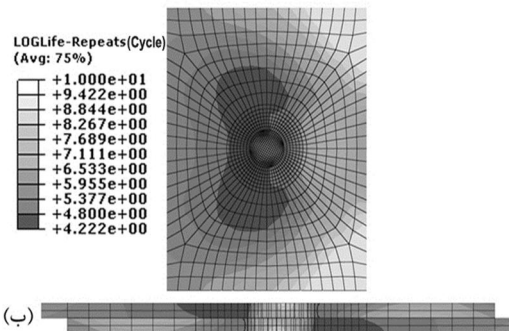 LOGLife-Repeats(Cycle)
(Avg: 75%)
+1.000e+01
+9.422e+00
+8.844e+00
+8.267e+00
+7.689e+00
+7.111e+00
+6.533e+00
+5.955e+00
+5.377e+00
+4.800e+00
+4.222e+00
(ب)